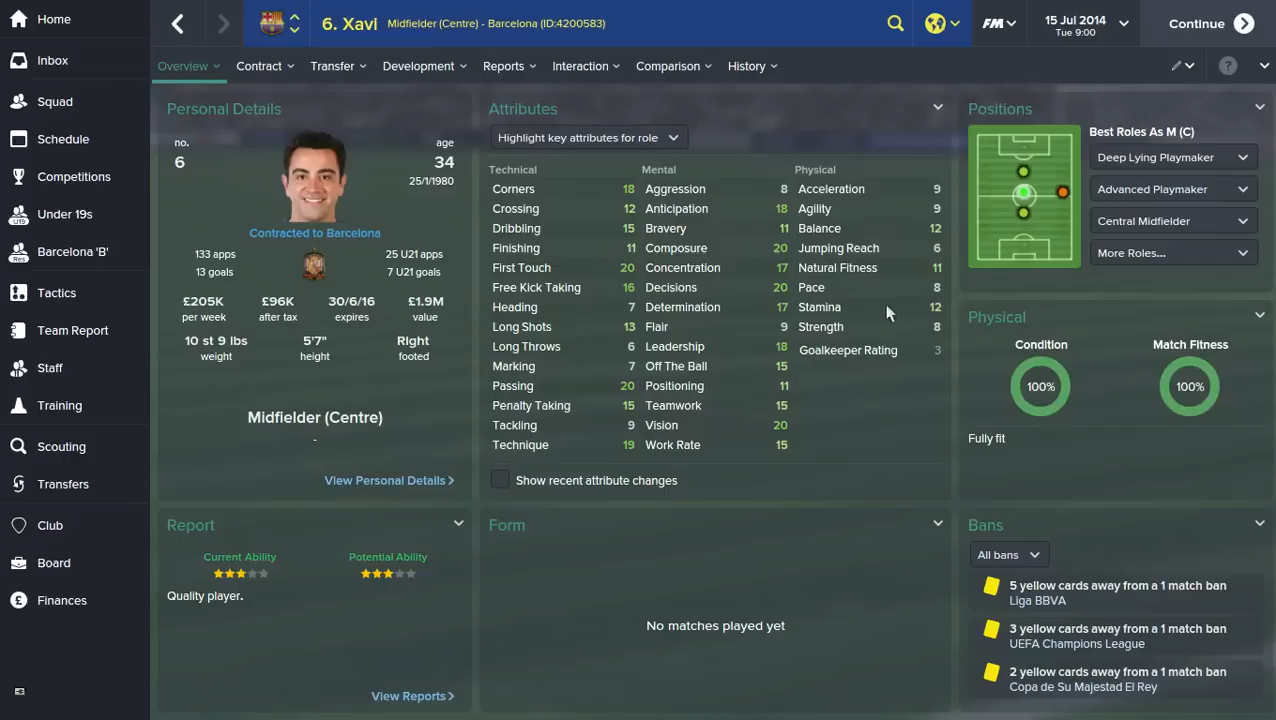 Home
Inbox
Squad
Schedule
Competitions
U19
Under 19s
Res
Barcelona 'B'
Tactics
Team Report
Staff
Training
Scouting
Transfers
Club
Board
Finances
6. Xavi
Midfielder (Centre) - Barcelona (ID:4200583)
FM
15 Jul 2014
Tue 9:00
Continue
Overview
Contract
Transfer
Development
Reports
Interaction
Comparison
History
?
Personal Details
no.
6
age
34
25/1/1980
Contracted to Barcelona
133 apps
13 goals
25 U21 apps
7 U21 goals
£205K
per week
£96K
after tax
30/6/16
expires
£1.9M
value
10 st 9 lbs
weight
5'7"
height
Right
footed
Midfielder (Centre)
-
View Personal Details >
Attributes
Highlight key attributes for role
Technical
Corners 18
Crossing 12
Dribbling 15
Finishing 11
First Touch 20
Free Kick Taking 16
Heading 7
Long Shots 13
Long Throws 6
Marking 7
Passing 20
Penalty Taking 15
Tackling 9
Technique 19
Mental
Aggression 8
Anticipation 18
Bravery 11
Composure 20
Concentration 17
Decisions 20
Determination 17
Flair 9
Leadership 18
Off The Ball 15
Positioning 11
Teamwork 15
Vision 20
Work Rate 15
Physical
Acceleration 9
Agility 9
Balance 12
Jumping Reach 6
Natural Fitness 11
Pace 8
Stamina 12
Strength 8
Goalkeeper Rating 3
Show recent attribute changes
Positions
Best Roles As M (C)
Deep Lying Playmaker
Advanced Playmaker
Central Midfielder
More Roles...
Physical
Condition
100%
Match Fitness
100%
Fully fit
Report
Current Ability
Potential Ability
Quality player.
View Reports >
Form
No matches played yet
Bans
All bans
5 yellow cards away from a 1 match ban
Liga BBVA
3 yellow cards away from a 1 match ban
UEFA Champions League
2 yellow cards away from a 1 match ban
Copa de Su Majestad El Rey